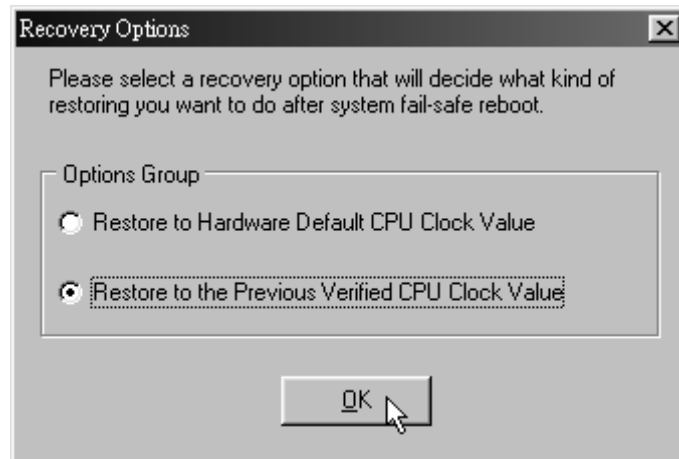 Recovery Options
Please select a recovery option that will decide what kind of
restoring you want to do after system fail-safe reboot.
Options Group
Restore to Hardware Default CPU Clock Value
Restore to the Previous Verified CPU Clock Value
OK